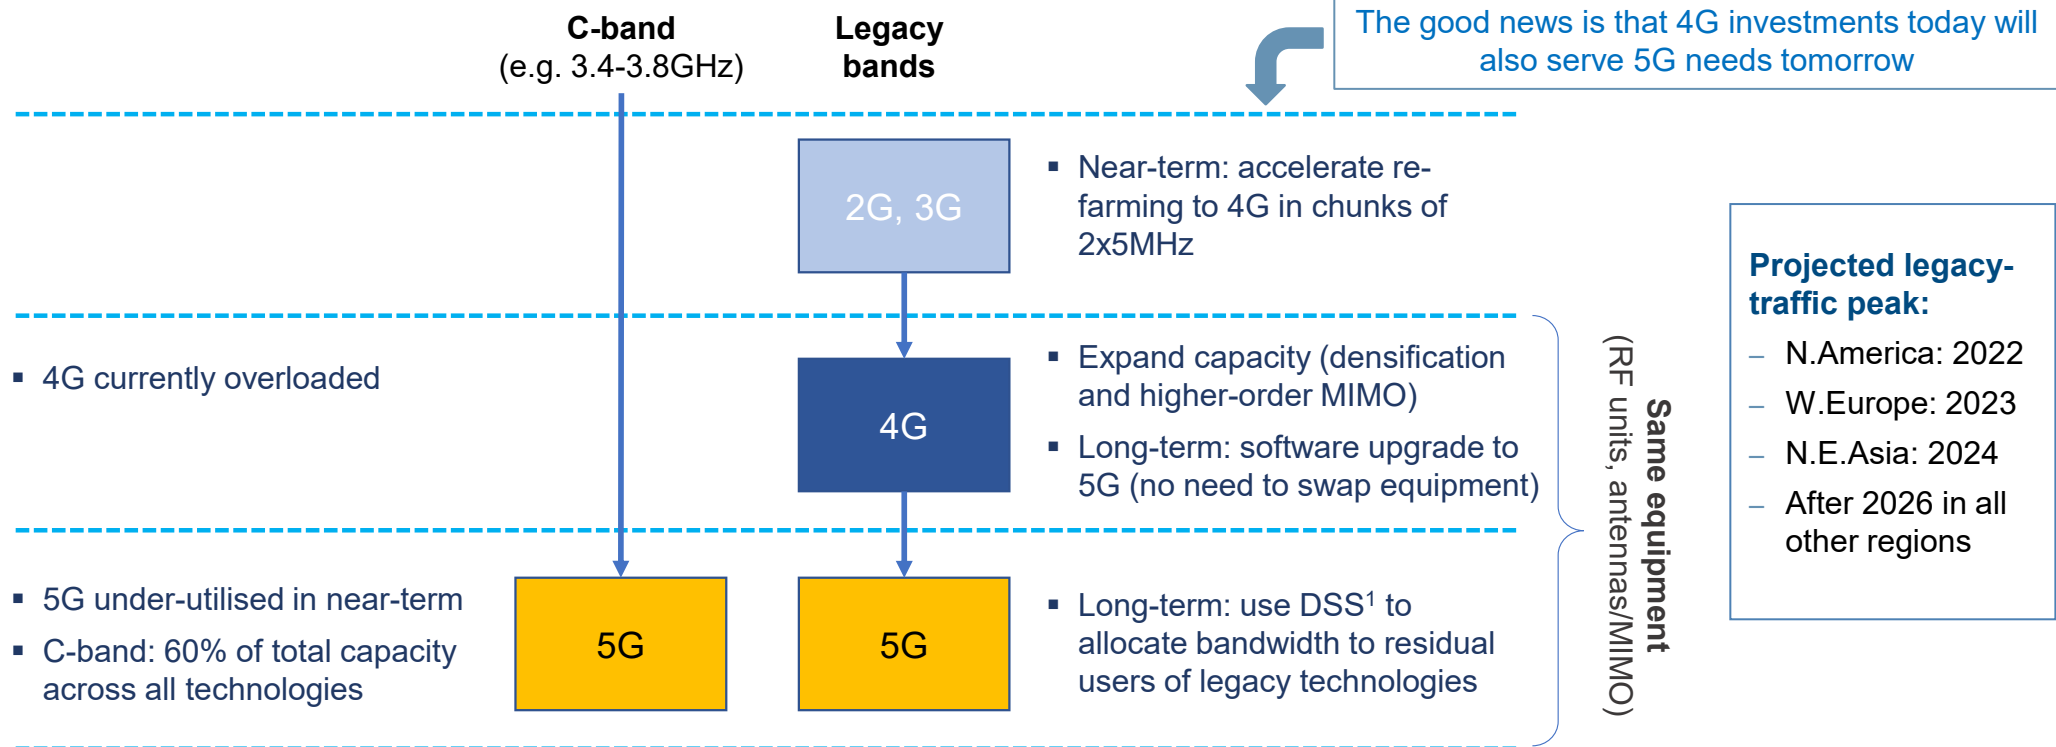 C-band
(e.g. 3.4-3.8GHz)
Legacy
bands
The good news is that 4G investments today will
also serve 5G needs tomorrow
2G, 3G
▪ Near-term: accelerate re-
farming to 4G in chunks of
2x5MHz
▪ 4G currently overloaded
4G
▪ Expand capacity (densification
and higher-order MIMO)
▪ Long-term: software upgrade to
5G (no need to swap equipment)
▪ 5G under-utilised in near-term
▪ C-band: 60% of total capacity
across all technologies
5G
5G
▪ Long-term: use DSS¹ to
allocate bandwidth to residual
users of legacy technologies
Same equipment
(RF units, antennas/MIMO)
Projected legacy-
traffic peak:
– N.America: 2022
– W.Europe: 2023
– N.E.Asia: 2024
– After 2026 in all
other regions